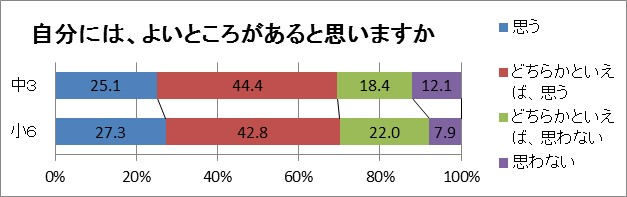 自分には、よいところがあると思いますか
中3
25.1 44.4 18.4 12.1
小6
27.3 42.8 22.0 7.9
0% 20% 40% 60% 80% 100%
思う
どちらかといえ
ば、思う
どちらかといえ
ば、思わない
思わない